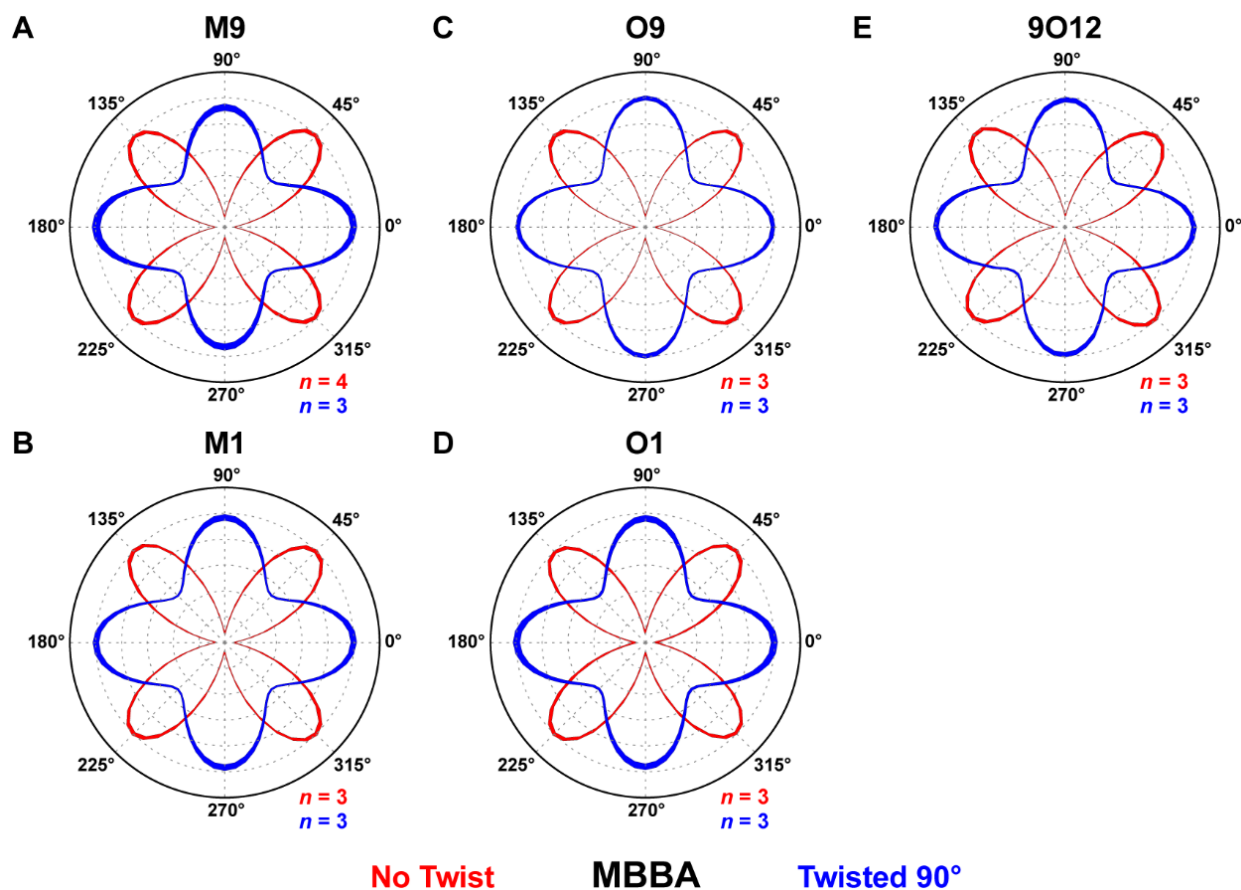 A M9 C O9 E 9O12
90° 90° 90°
135° 45° 135° 45° 135° 45°
180° 0° 180° 0° 180° 0°
225° 315° 225° 315° 225° 315°
270° 270° 270°
n = 4 n = 3 n = 3
n = 3 n = 3 n = 3
B M1 D O1
90° 90°
135° 45° 135° 45°
180° 0° 180° 0°
225° 315° 225° 315°
270° 270°
n = 3 n = 3
n = 3 n = 3
No Twist MBBA Twisted 90°